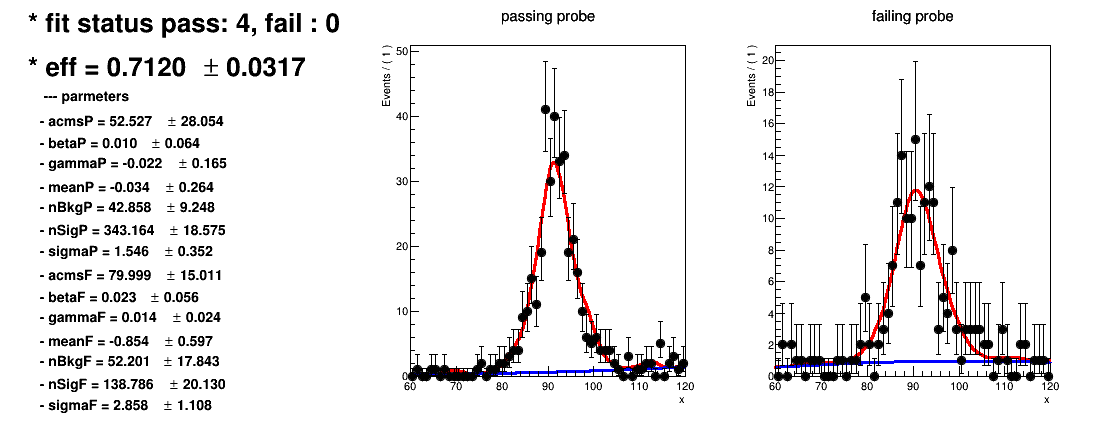 * fit status pass: 4, fail : 0
* eff = 0.7120 ± 0.0317
--- parmeters
- acmsP = 52.527 ± 28.054
- betaP = 0.010 ± 0.064
- gammaP = -0.022 ± 0.165
- meanP = -0.034 ± 0.264
- nBkgP = 42.858 ± 9.248
- nSigP = 343.164 ± 18.575
- sigmaP = 1.546 ± 0.352
- acmsF = 79.999 ± 15.011
- betaF = 0.023 ± 0.056
- gammaF = 0.014 ± 0.024
- meanF = -0.854 ± 0.597
- nBkgF = 52.201 ± 17.843
- nSigF = 138.786 ± 20.130
- sigmaF = 2.858 ± 1.108
passing probe
Events / ( 1 )
50
40
30
20
10
0
60 70 80 90 100 110 120
x
failing probe
Events / ( 1 )
20
18
16
14
12
10
8
6
4
2
0
60 70 80 90 100 110 120
x